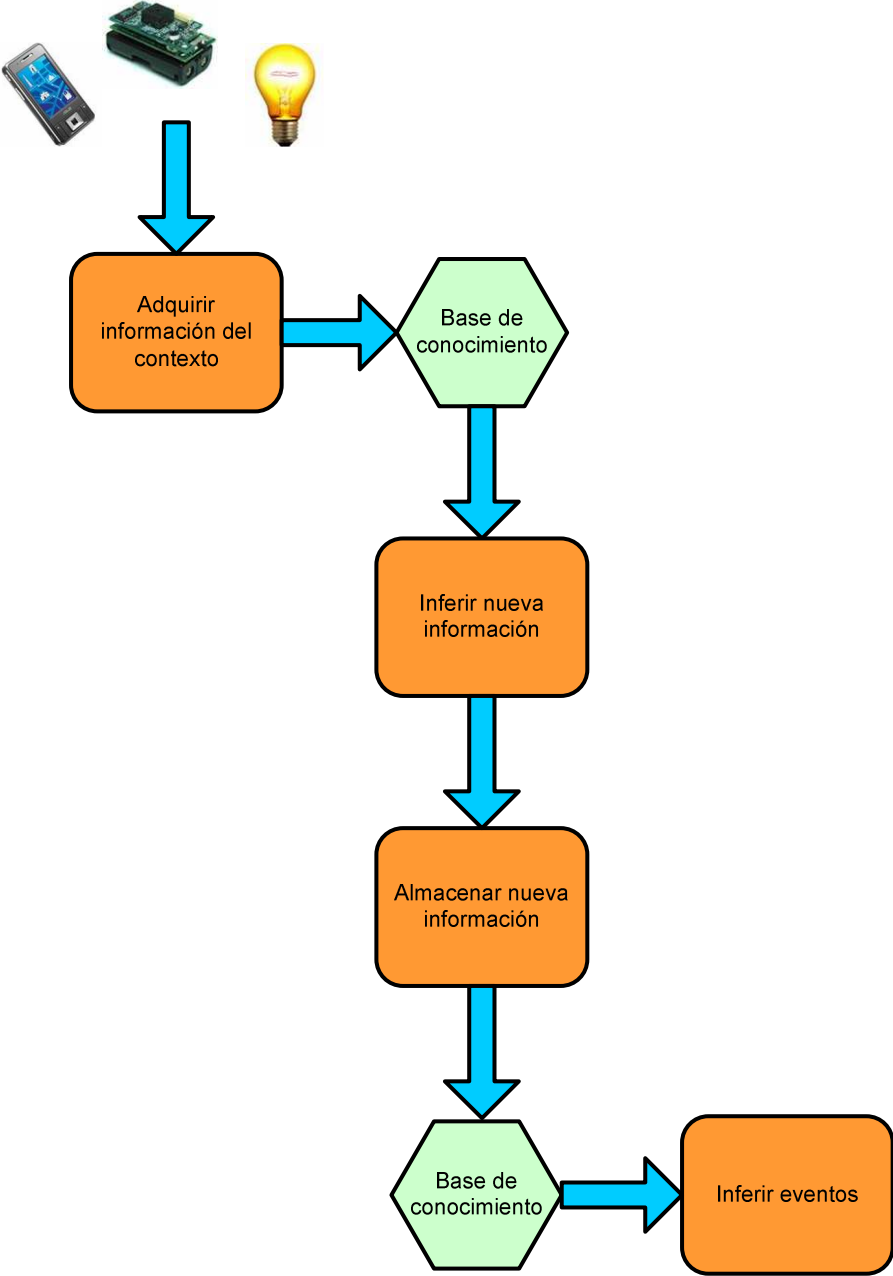 Adquirir
información del
contexto
Base de
conocimiento
Inferir nueva
información
Almacenar nueva
información
Base de
conocimiento
Inferir eventos